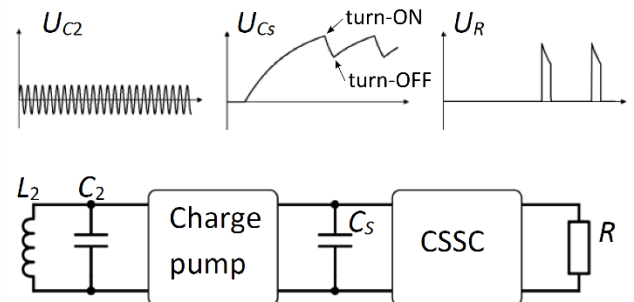 U_C2
U_Cs
turn-ON
turn-OFF
U_R
L_2
C_2
Charge
pump
C_S
CSSC
R